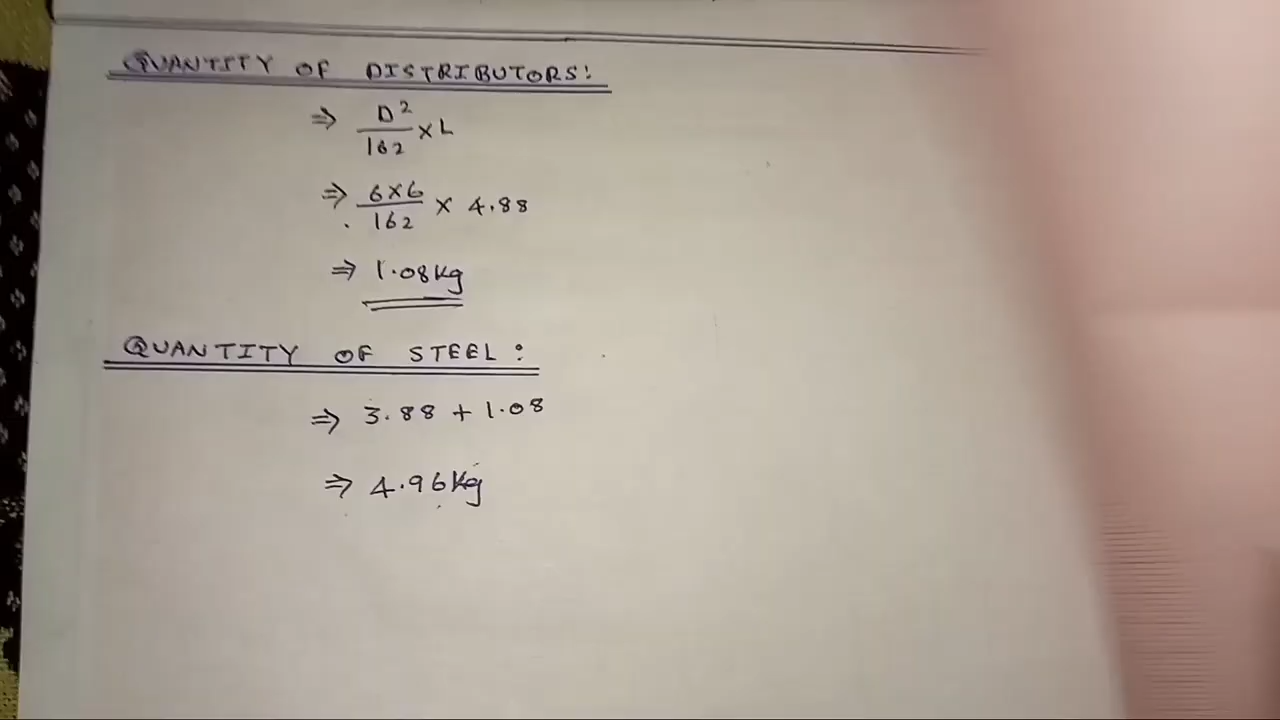 QUANTITY OF DISTRIBUTORS:
⇒ D²/162 × L
⇒ 6×6/162 × 4.88
⇒ 1.08Kg
QUANTITY OF STEEL:
⇒ 3.88 + 1.08
⇒ 4.96Kg